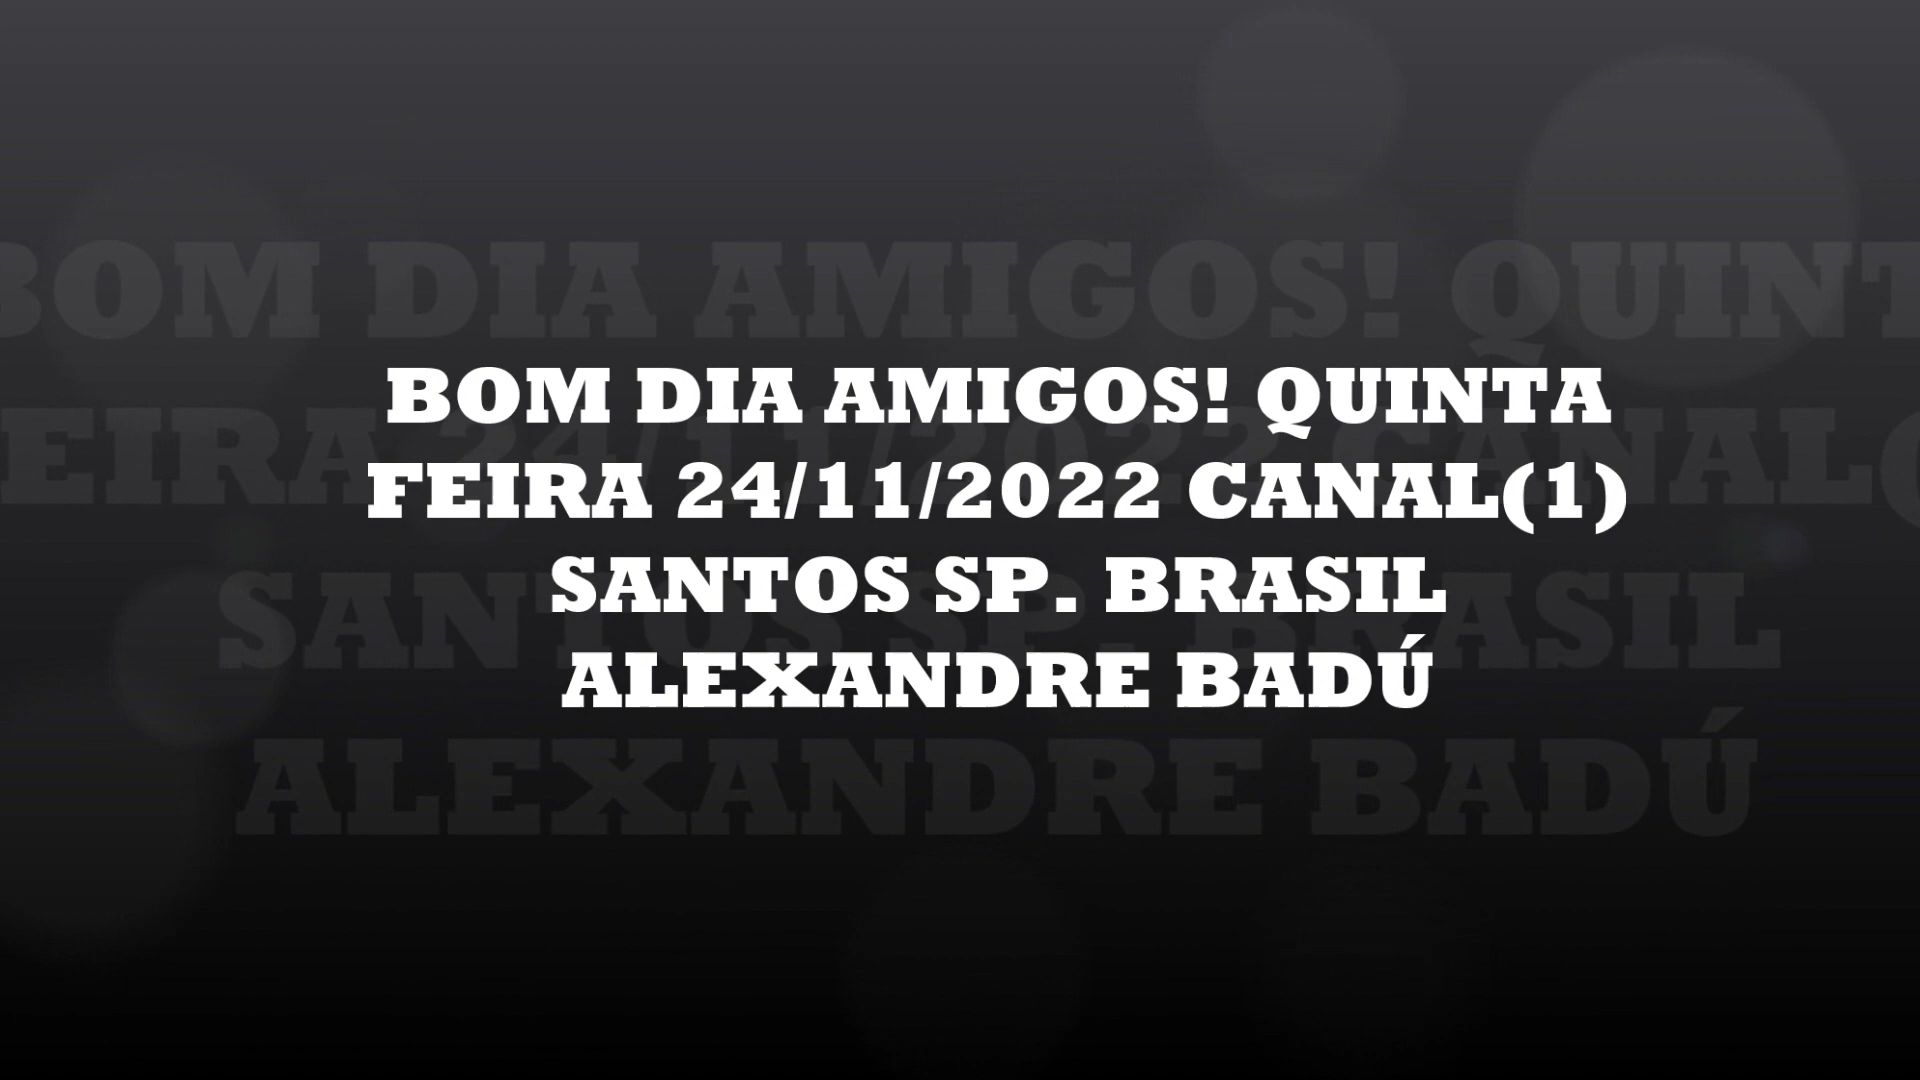 BOM DIA AMIGOS! QUINTA
FEIRA 24/11/2022 CANAL(1)
SANTOS SP. BRASIL
ALEXANDRE BADÚ